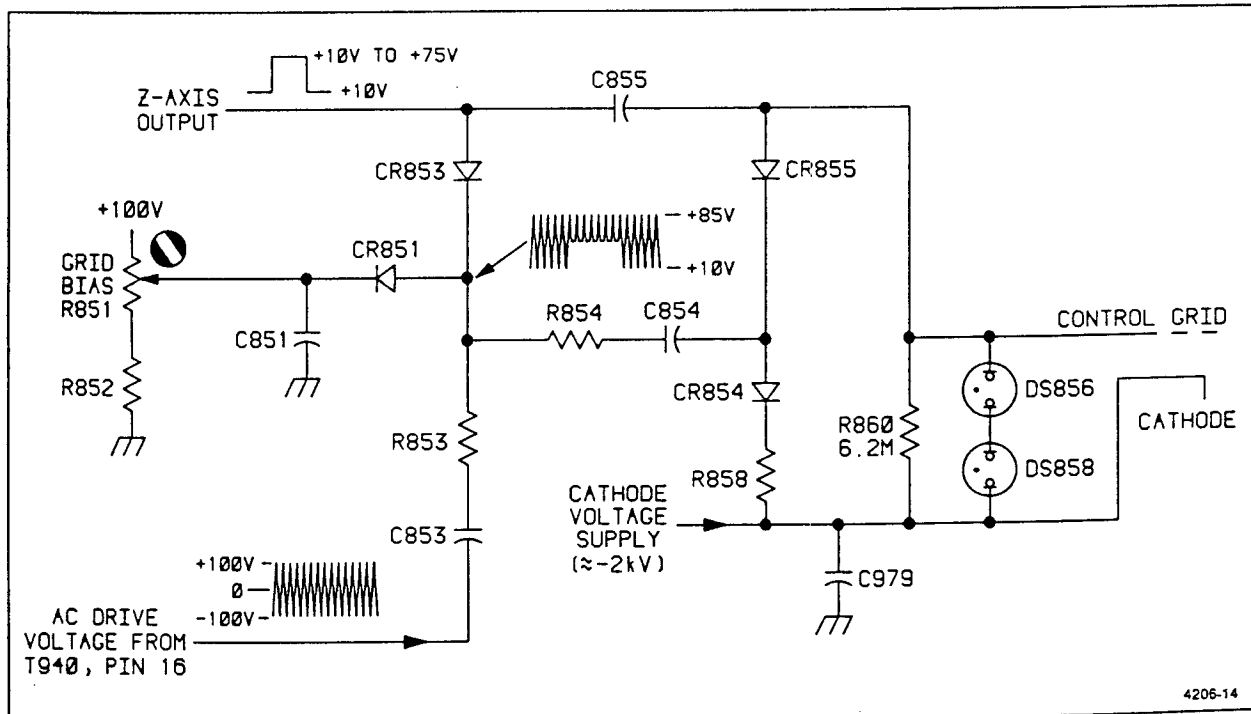 +10V TO +75V
+10V
Z-AXIS
OUTPUT
C855
CR853
CR855
+100V
GRID
BIAS
R851
CR851
+85V
+10V
C851
R854
C854
CONTROL GRID
R852
R853
CR854
DS856
CATHODE
R860
6.2M
R858
DS858
CATHODE
VOLTAGE
SUPPLY
(≈-2kV)
C853
C979
+100V
0
-100V
AC DRIVE
VOLTAGE FROM
T940, PIN 16
4206-14